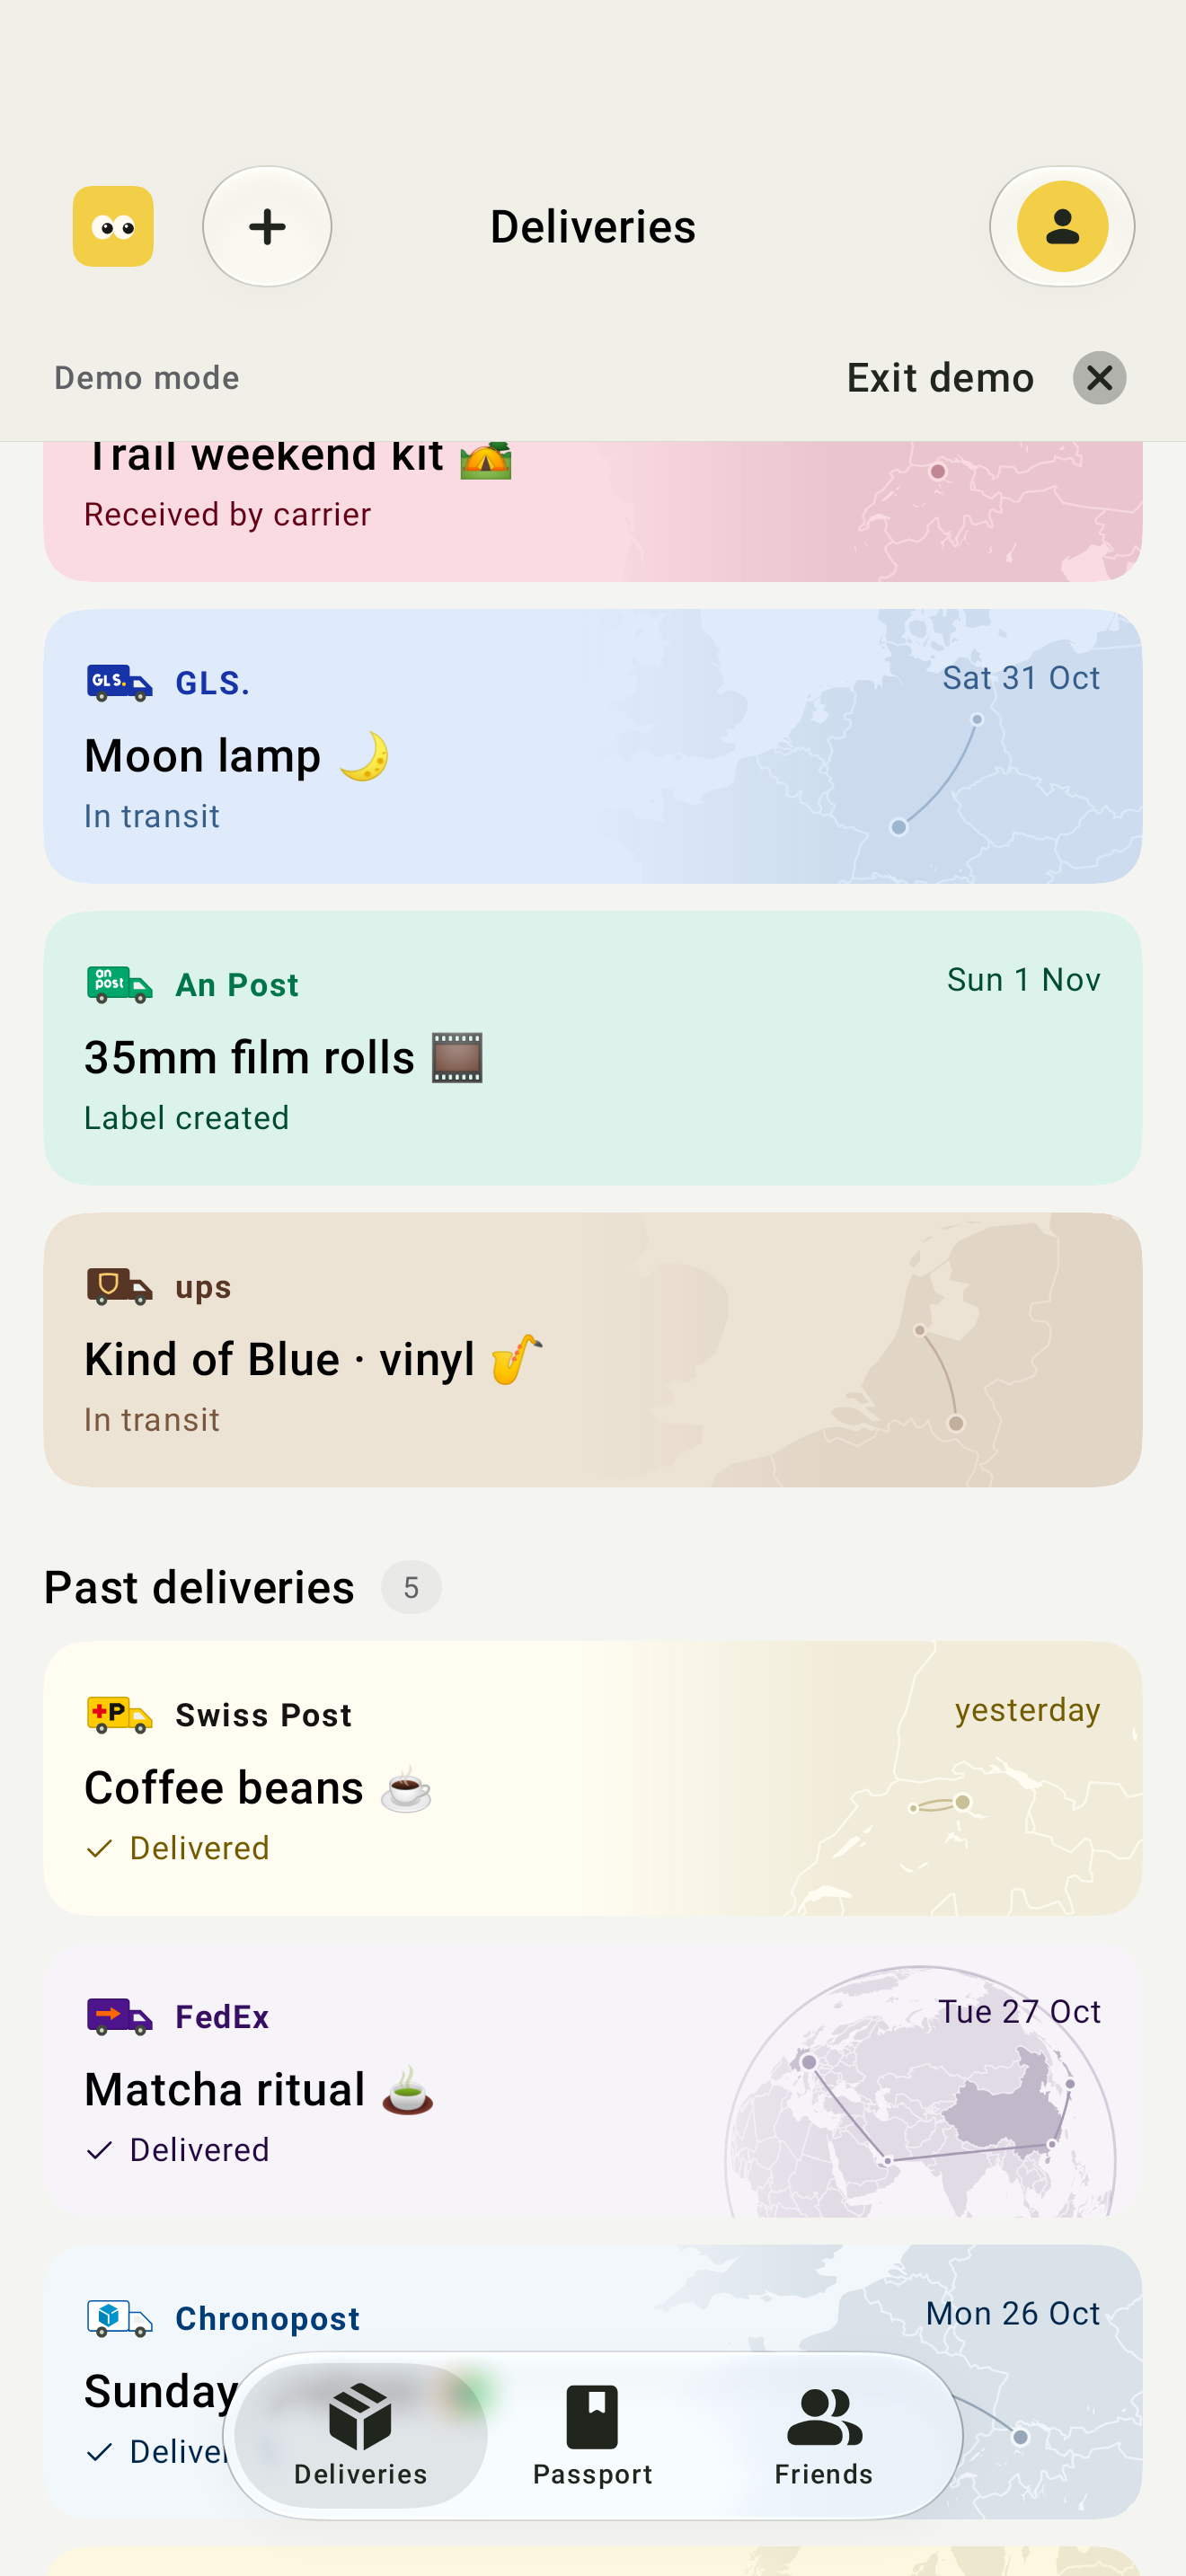 Deliveries
Demo mode
Exit demo
Trail weekend kit 🏕️
Received by carrier
GLS.
GLS.
Sat 31 Oct
Moon lamp 🌙
In transit
an post
An Post
Sun 1 Nov
35mm film rolls 🎞️
Label created
ups
Kind of Blue · vinyl 🎷
In transit
Past deliveries 5
P
Swiss Post
yesterday
Coffee beans ☕
✓ Delivered
FedEx
Tue 27 Oct
Matcha ritual 🍵
✓ Delivered
Chronopost
Mon 26 Oct
Sunday
Deliveries
Passport
Friends